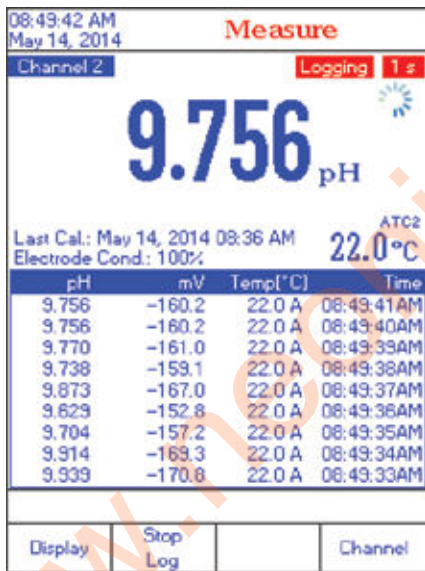 08:49:42 AM
May 14, 2014
Measure
Channel 2
Logging 1 s
9.756 pH
ATC2
Last Cal.: May 14, 2014 08:36 AM
Electrode Cond.: 100%
22.0°C
pH mV Temp[°C] Time
9.756 -160.2 22.0 A 08:49:41AM
9.756 -160.2 22.0 A 08:49:40AM
9.770 -161.0 22.0 A 08:49:39AM
9.738 -159.1 22.0 A 08:49:38AM
9.873 -167.0 22.0 A 08:49:37AM
9.629 -152.8 22.0 A 08:49:36AM
9.704 -157.2 22.0 A 08:49:35AM
9.914 -169.3 22.0 A 08:49:34AM
9.939 -170.8 22.0 A 08:49:33AM
Display Stop Log Channel